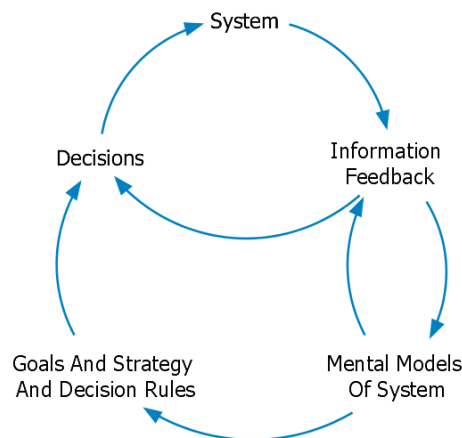 System
Decisions
Information
Feedback
Goals And Strategy
And Decision Rules
Mental Models
Of System